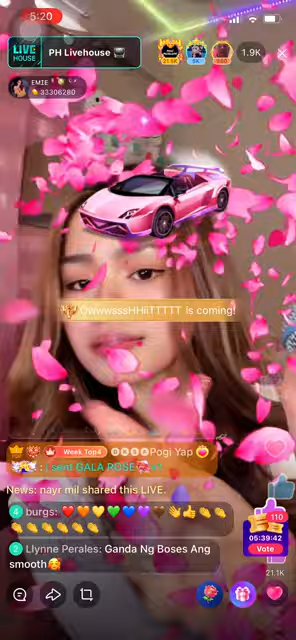 5:20
LIVE HOUSE
PH Livehouse
21.5K
5K
660
1.9K
EMIE
33306280
OwwwsssHHiiTTTTT is coming!
Week Top4
Pogi Yap
: I sent GALA ROSE x1
News: nayr mil shared this LIVE.
4 burgs: ❤️🧡💛💚💙💜🤎👋👍👏
👏👏👏👏👏👏
2 Llynne Perales: Ganda Ng Boses Ang
smooth🥰
110
05:39:42
Vote
21.1K